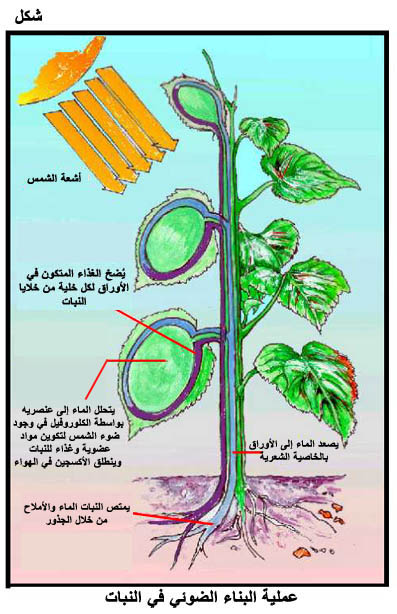 شكل
أشعة الشمس
يُضخ الغذاء المتكون في
الأوراق لكل خلية من خلايا
النبات
يتحلل الماء إلى عنصريه
بواسطة الكلوروفيل في وجود
ضوء الشمس لتكوين مواد
عضوية وغذاء للنبات
وينطلق الأكسجين في الهواء
يصعد الماء إلى الأوراق
بالخاصية الشعرية
يمتص النبات الماء والأملاح
من خلال الجذور
عملية البناء الضوئي في النبات